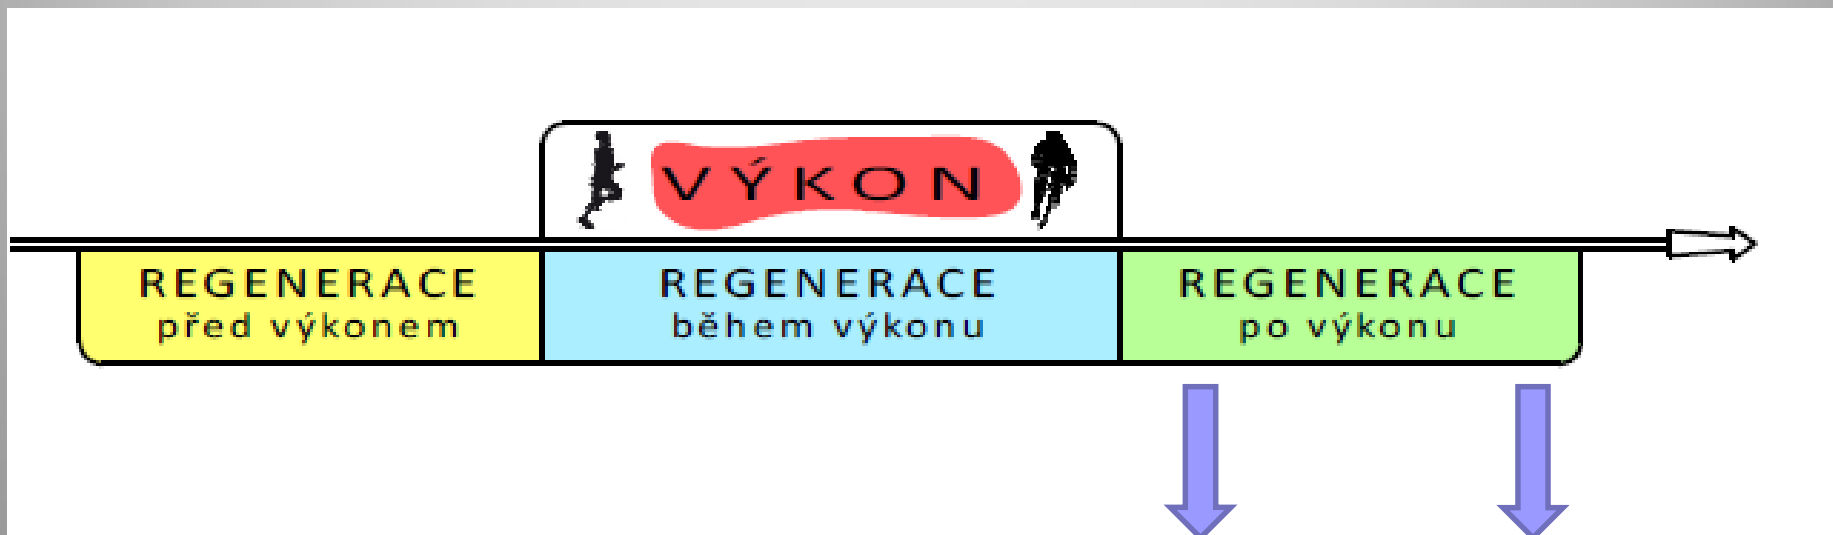 VÝKON
REGENERACE
před výkonem
REGENERACE
během výkonu
REGENERACE
po výkonu